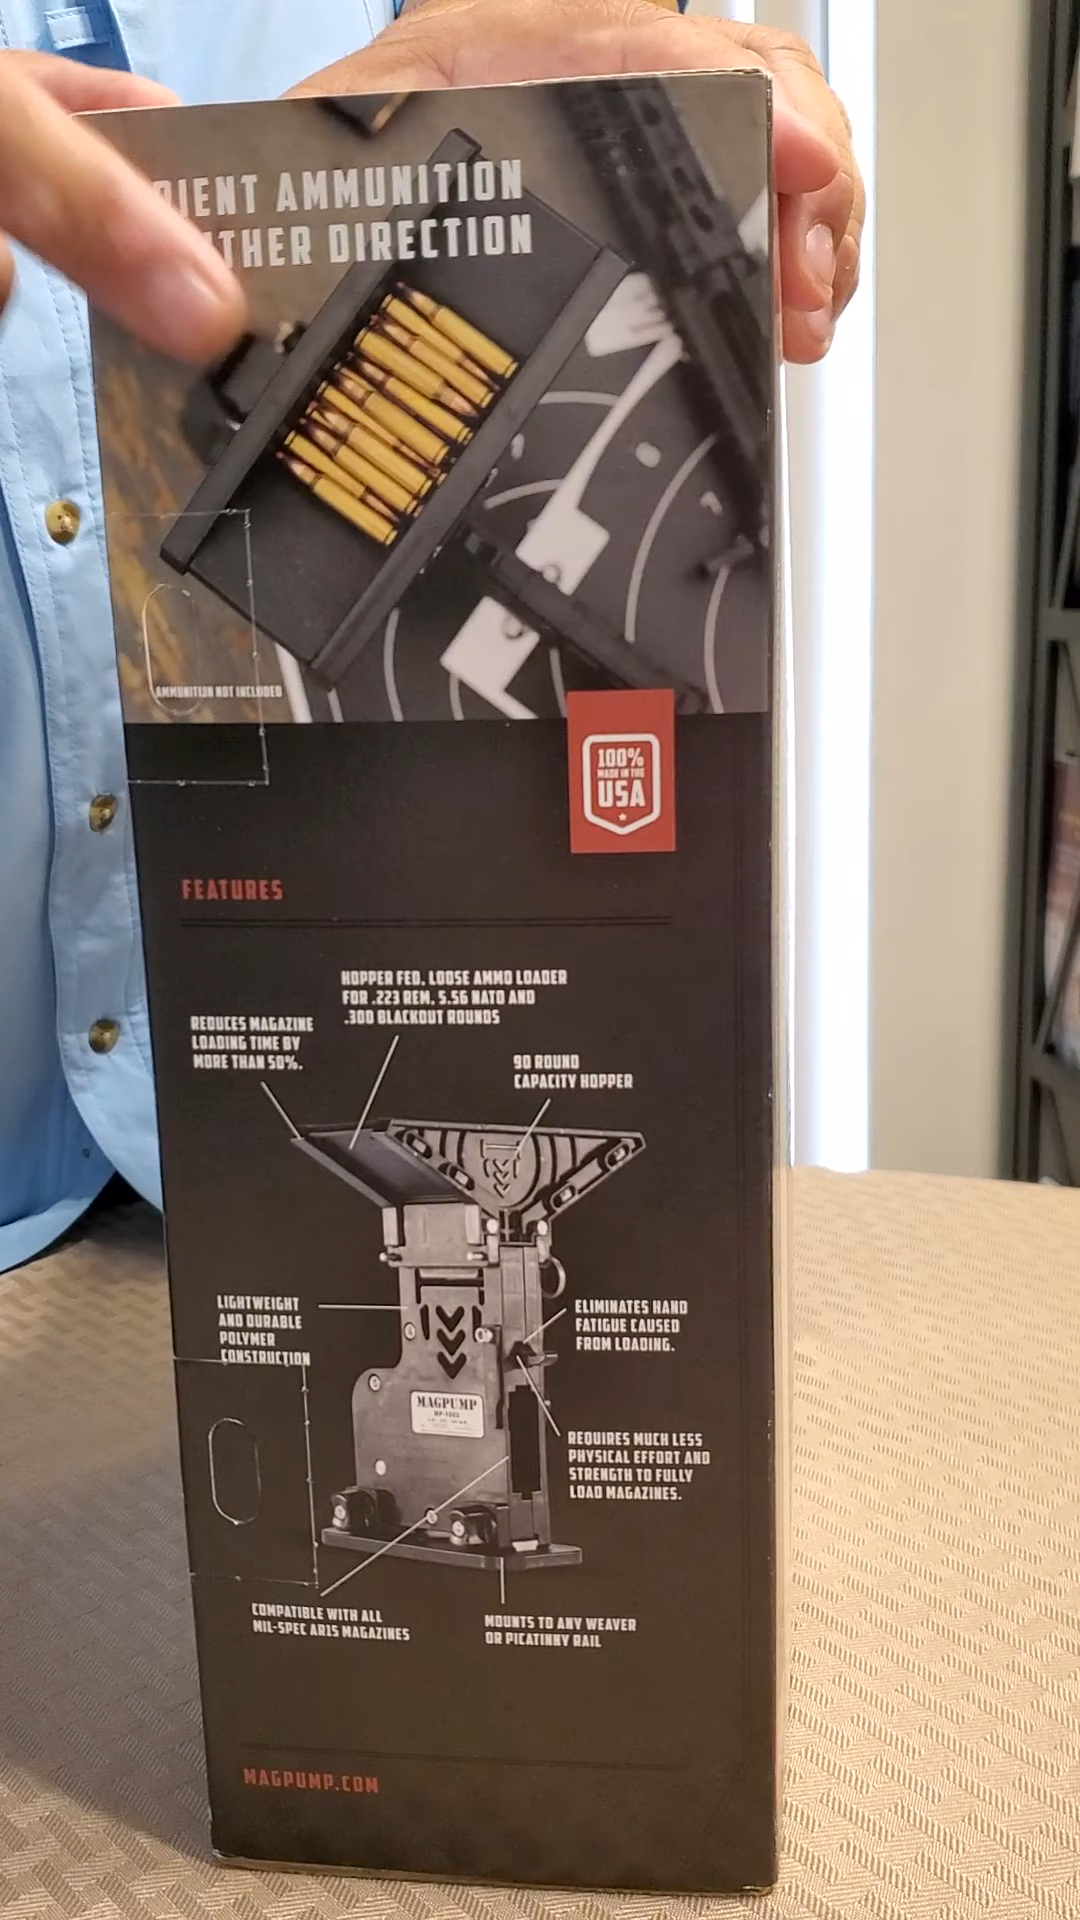 AMMUNITION
DIRECTION
AMMUNITION NOT INCLUDED
100%
MADE IN THE
USA
FEATURES
HOPPER FED, LOOSE AMMO LOADER
FOR .223 REM, 5.56 NATO AND
.300 BLACKOUT ROUNDS
REDUCES MAGAZINE
LOADING TIME BY
MORE THAN 50%.
90 ROUND
CAPACITY HOPPER
LIGHTWEIGHT
AND DURABLE
POLYMER
CONSTRUCTION
ELIMINATES HAND
FATIGUE CAUSED
FROM LOADING.
MAGPUMP
REQUIRES MUCH LESS
PHYSICAL EFFORT AND
STRENGTH TO FULLY
LOAD MAGAZINES.
COMPATIBLE WITH ALL
MIL-SPEC AR15 MAGAZINES
MOUNTS TO ANY WEAVER
OR PICATINNY RAIL
MAGPUMP.COM